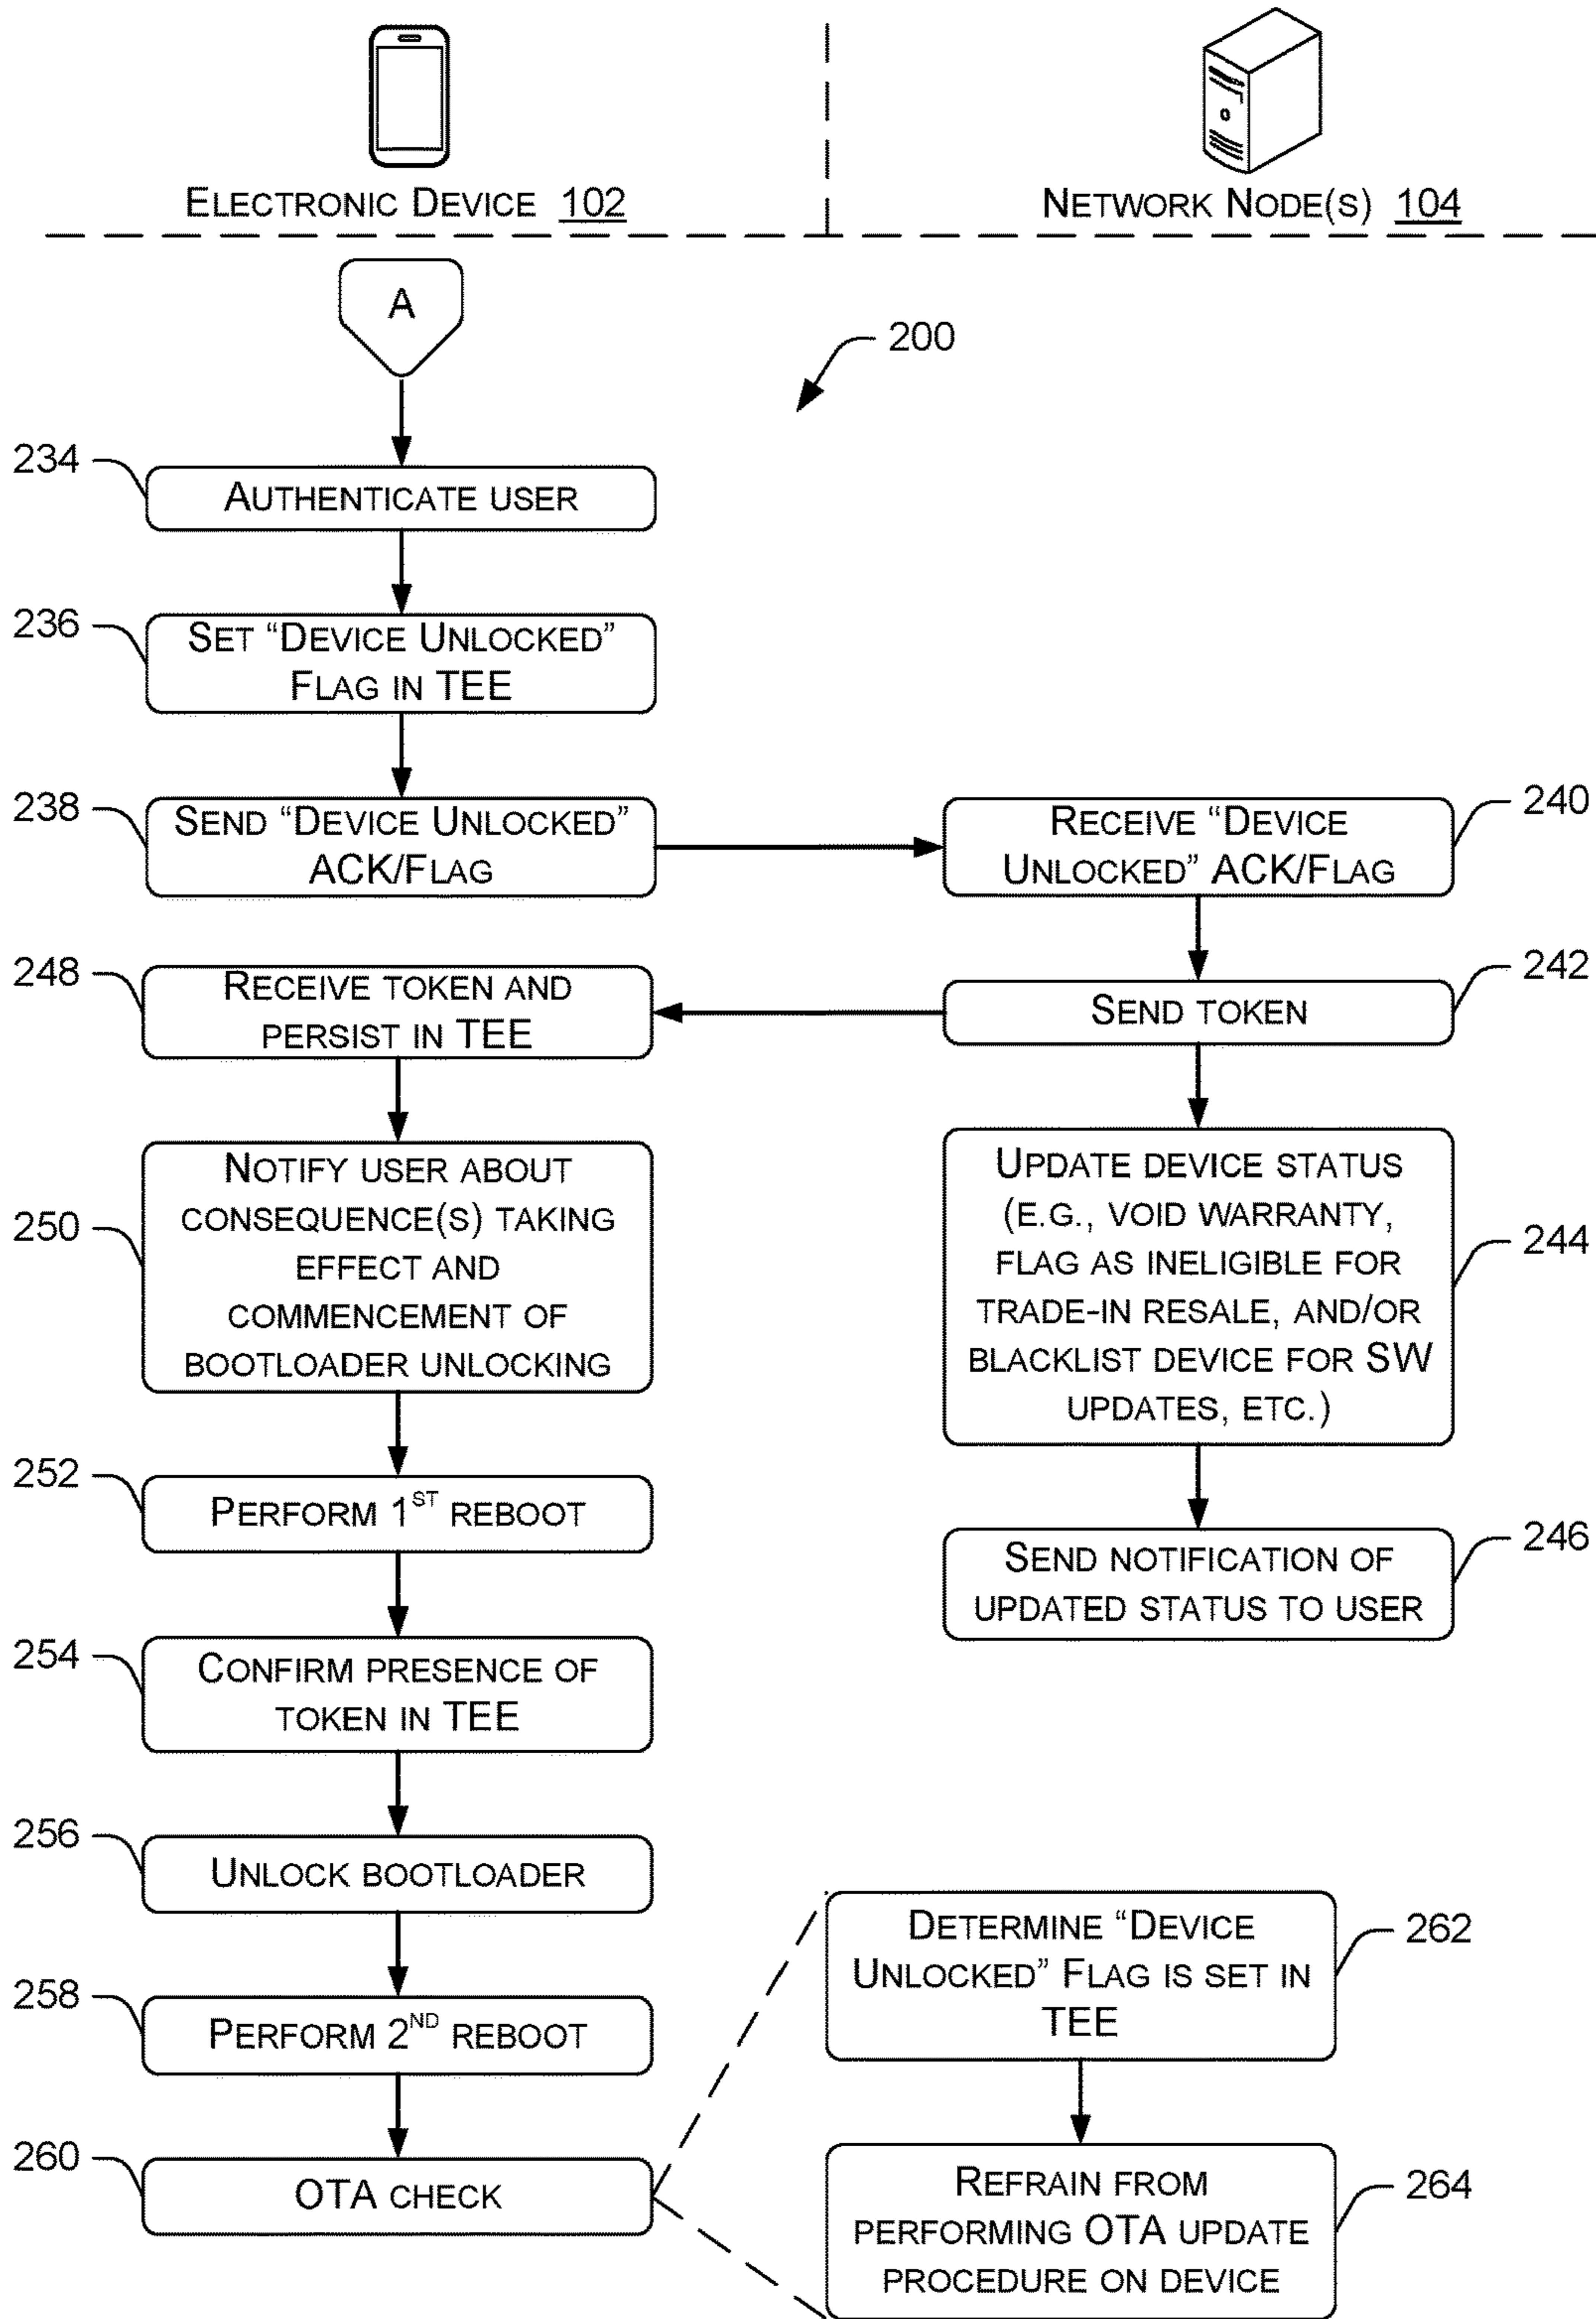 Electronic Device 102
Network Node(s) 104
A
200
234
Authenticate user
236
Set “Device Unlocked”
Flag in TEE
238
Send “Device Unlocked”
ACK/Flag
Receive “Device
Unlocked” ACK/Flag
240
248
Receive token and
persist in TEE
Send token
242
250
Notify user about
consequence(s) taking
effect and
commencement of
bootloader unlocking
Update device status
(e.g., void warranty,
flag as ineligible for
trade-in resale, and/or
blacklist device for SW
updates, etc.)
244
252
Perform 1st reboot
Send notification of
updated status to user
246
254
Confirm presence of
token in TEE
256
Unlock bootloader
258
Perform 2nd reboot
260
OTA check
Determine “Device
Unlocked” Flag is set in
TEE
262
Refrain from
performing OTA update
procedure on device
264